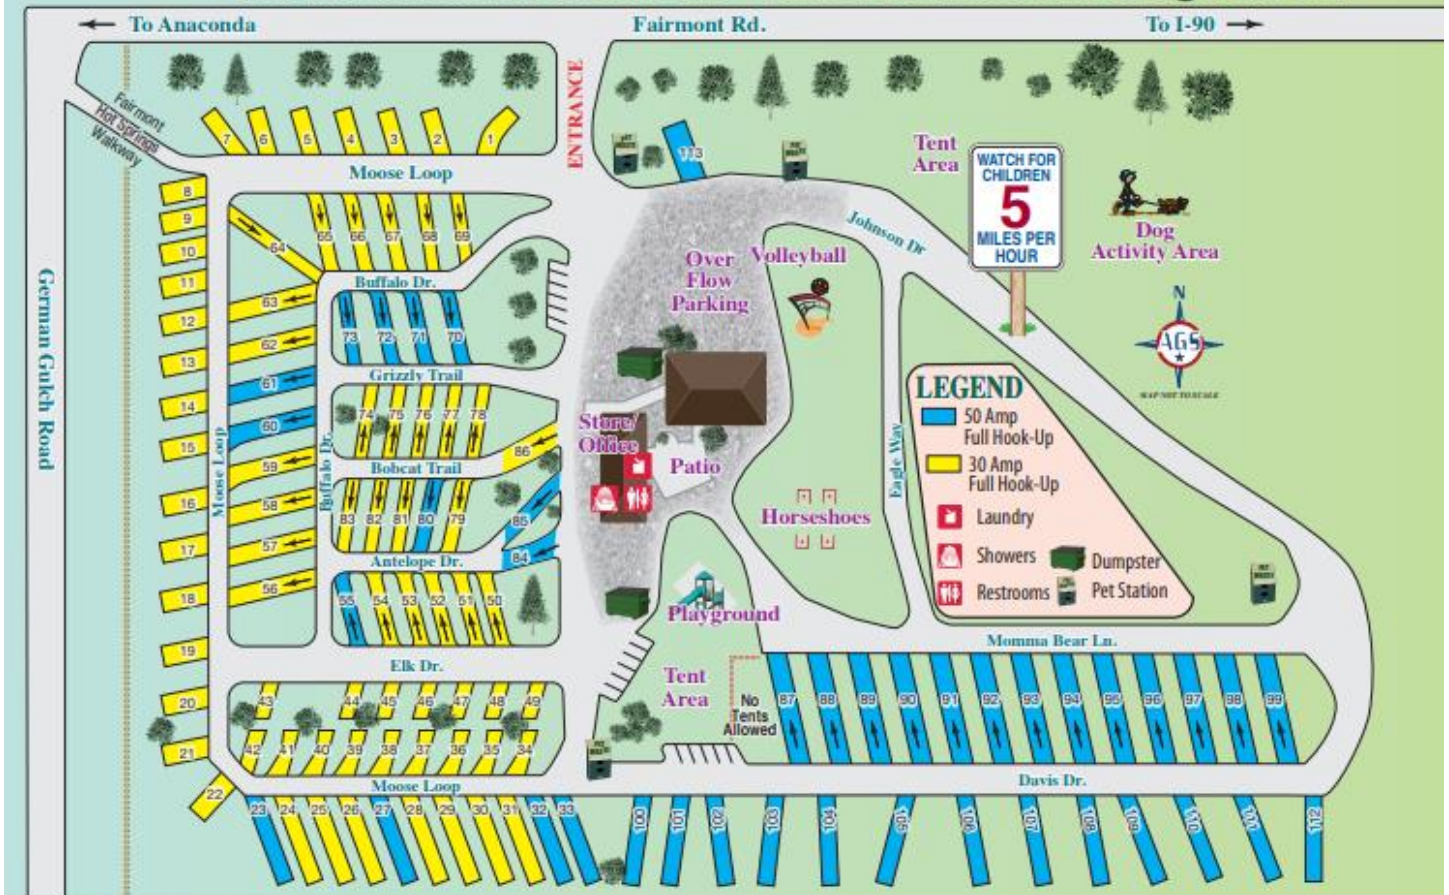 To Anaconda
Fairmont Rd.
To I-90
ENTRANCE
Fairmont
Hot Springs
Walkway
German Gulch Road
7
6
5
4
3
2
1
Moose Loop
113
Tent
Area
WATCH FOR
CHILDREN
5
MILES PER
HOUR
Dog
Activity Area
N
AGS
MAP NOT TO SCALE
Johnson Dr
Volleyball
Over
Flow
Parking
8
9
10
11
12
13
14
15
16
17
18
19
20
21
22
Moose Loop
64
65
66
67
68
69
63
62
61
60
59
58
57
56
Buffalo Dr.
73
72
71
70
Grizzly Trail
Buffalo Dr.
74
75
76
77
78
86
Bobcat Trail
83
82
81
80
79
85
84
Antelope Dr.
55
54
53
52
51
50
Elk Dr.
Store/
Office
Patio
Horseshoes
Eagle Way
LEGEND
50 Amp
Full Hook-Up
30 Amp
Full Hook-Up
Laundry
Showers
Dumpster
Restrooms
Pet Station
Playground
Momma Bear Ln.
Tent
Area
No
Tents
Allowed
87
88
89
90
91
92
93
94
95
96
97
98
99
43
44
45
46
47
48
49
42
41
40
39
38
37
36
35
34
Moose Loop
Davis Dr.
23
24
25
26
27
28
29
30
31
32
33
100
101
102
103
104
105
106
107
108
109
110
111
112